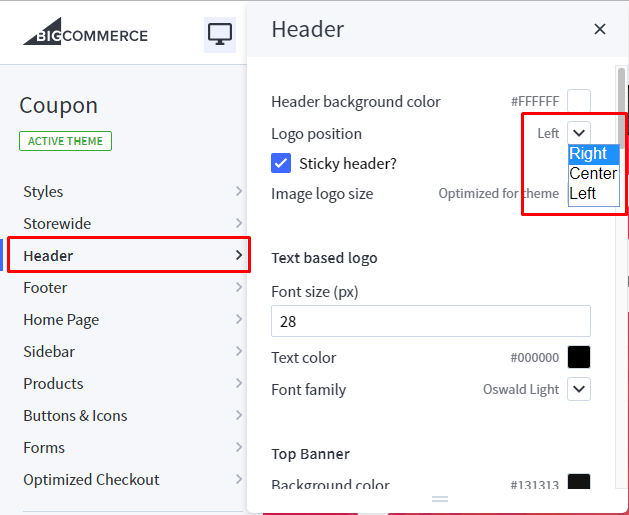 BIGCOMMERCE
Coupon
ACTIVE THEME
Styles
Storewide
Header
Footer
Home Page
Sidebar
Products
Buttons & Icons
Forms
Optimized Checkout
Header
Header background color #FFFFFF
Logo position Left
Right
Center
Left
Sticky header?
Image logo size Optimized for theme
Text based logo
Font size (px)
28
Text color #000000
Font family Oswald Light
Top Banner
Background color #131313